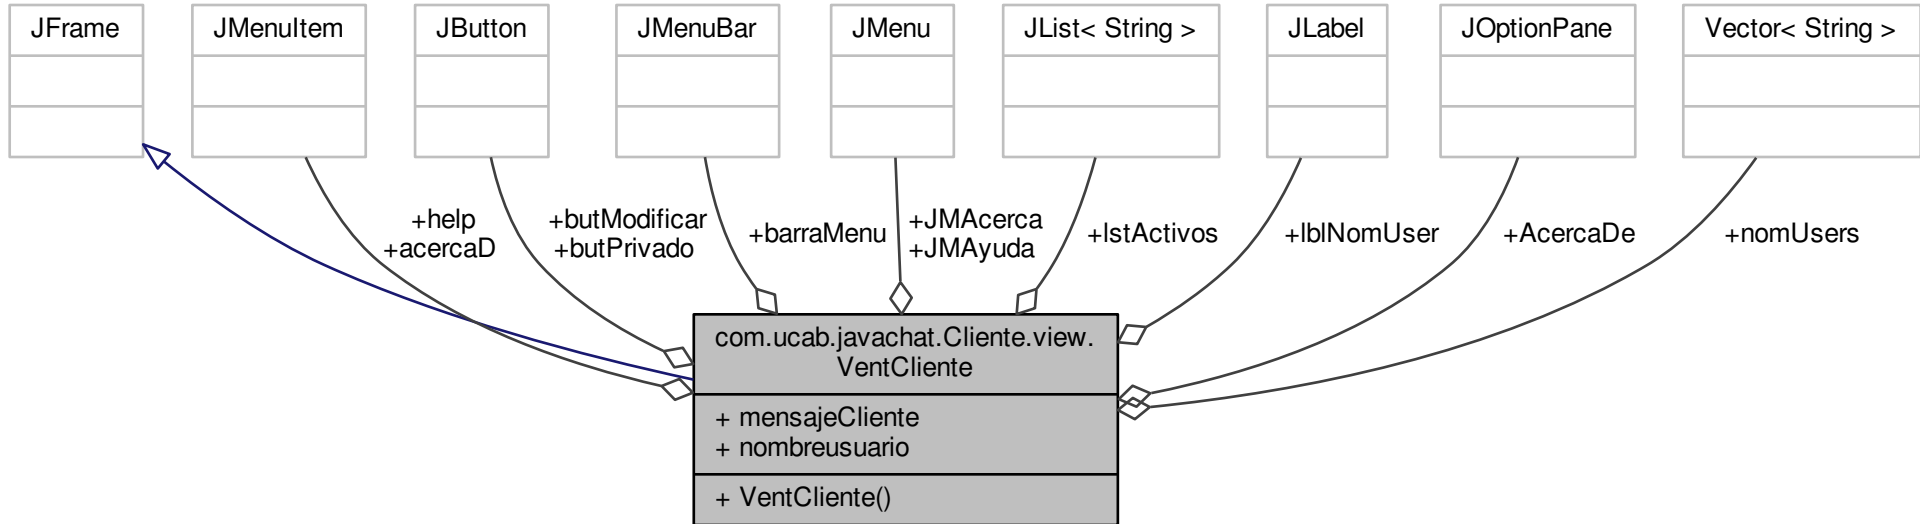 JFrame
JMenuItem
JButton
JMenuBar
JMenu
JList< String >
JLabel
JOptionPane
Vector< String >
+help
+acercaD
+butModificar
+butPrivado
+barraMenu
+JMAcerca
+JMAyuda
+lstActivos
+lblNomUser
+AcercaDe
+nomUsers
com.ucab.javachat.Cliente.view.
VentCliente
+ mensajeCliente
+ nombreusuario
+ VentCliente()